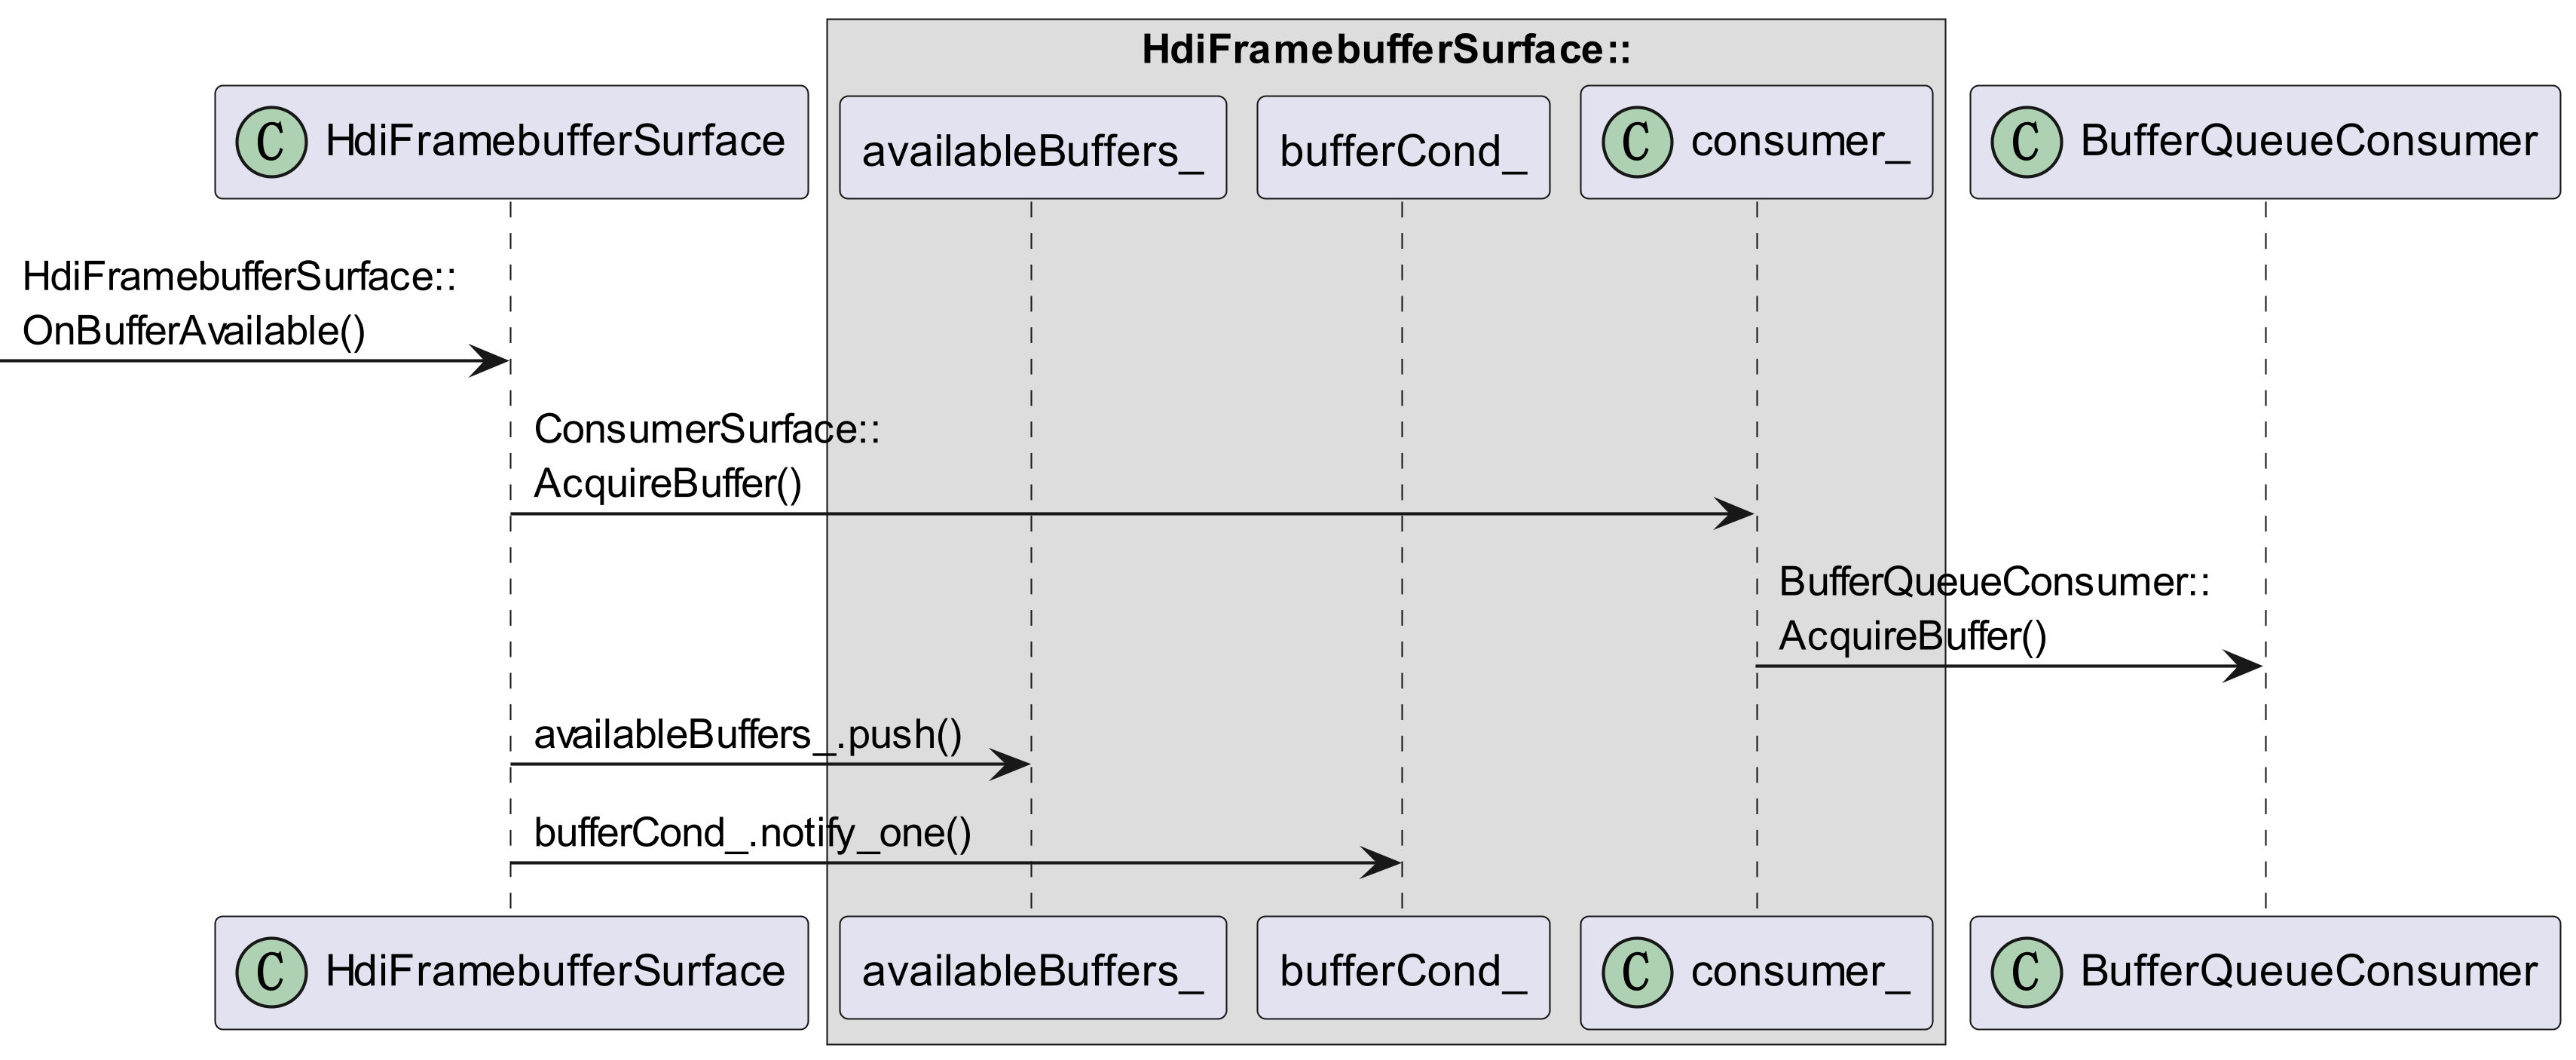 HdiFramebufferSurface::
C HdiFramebufferSurface
availableBuffers_
bufferCond_
C consumer_
C BufferQueueConsumer
HdiFramebufferSurface::
OnBufferAvailable()
ConsumerSurface::
AcquireBuffer()
BufferQueueConsumer::
AcquireBuffer()
availableBuffers_.push()
bufferCond_.notify_one()
C HdiFramebufferSurface
availableBuffers_
bufferCond_
C consumer_
C BufferQueueConsumer